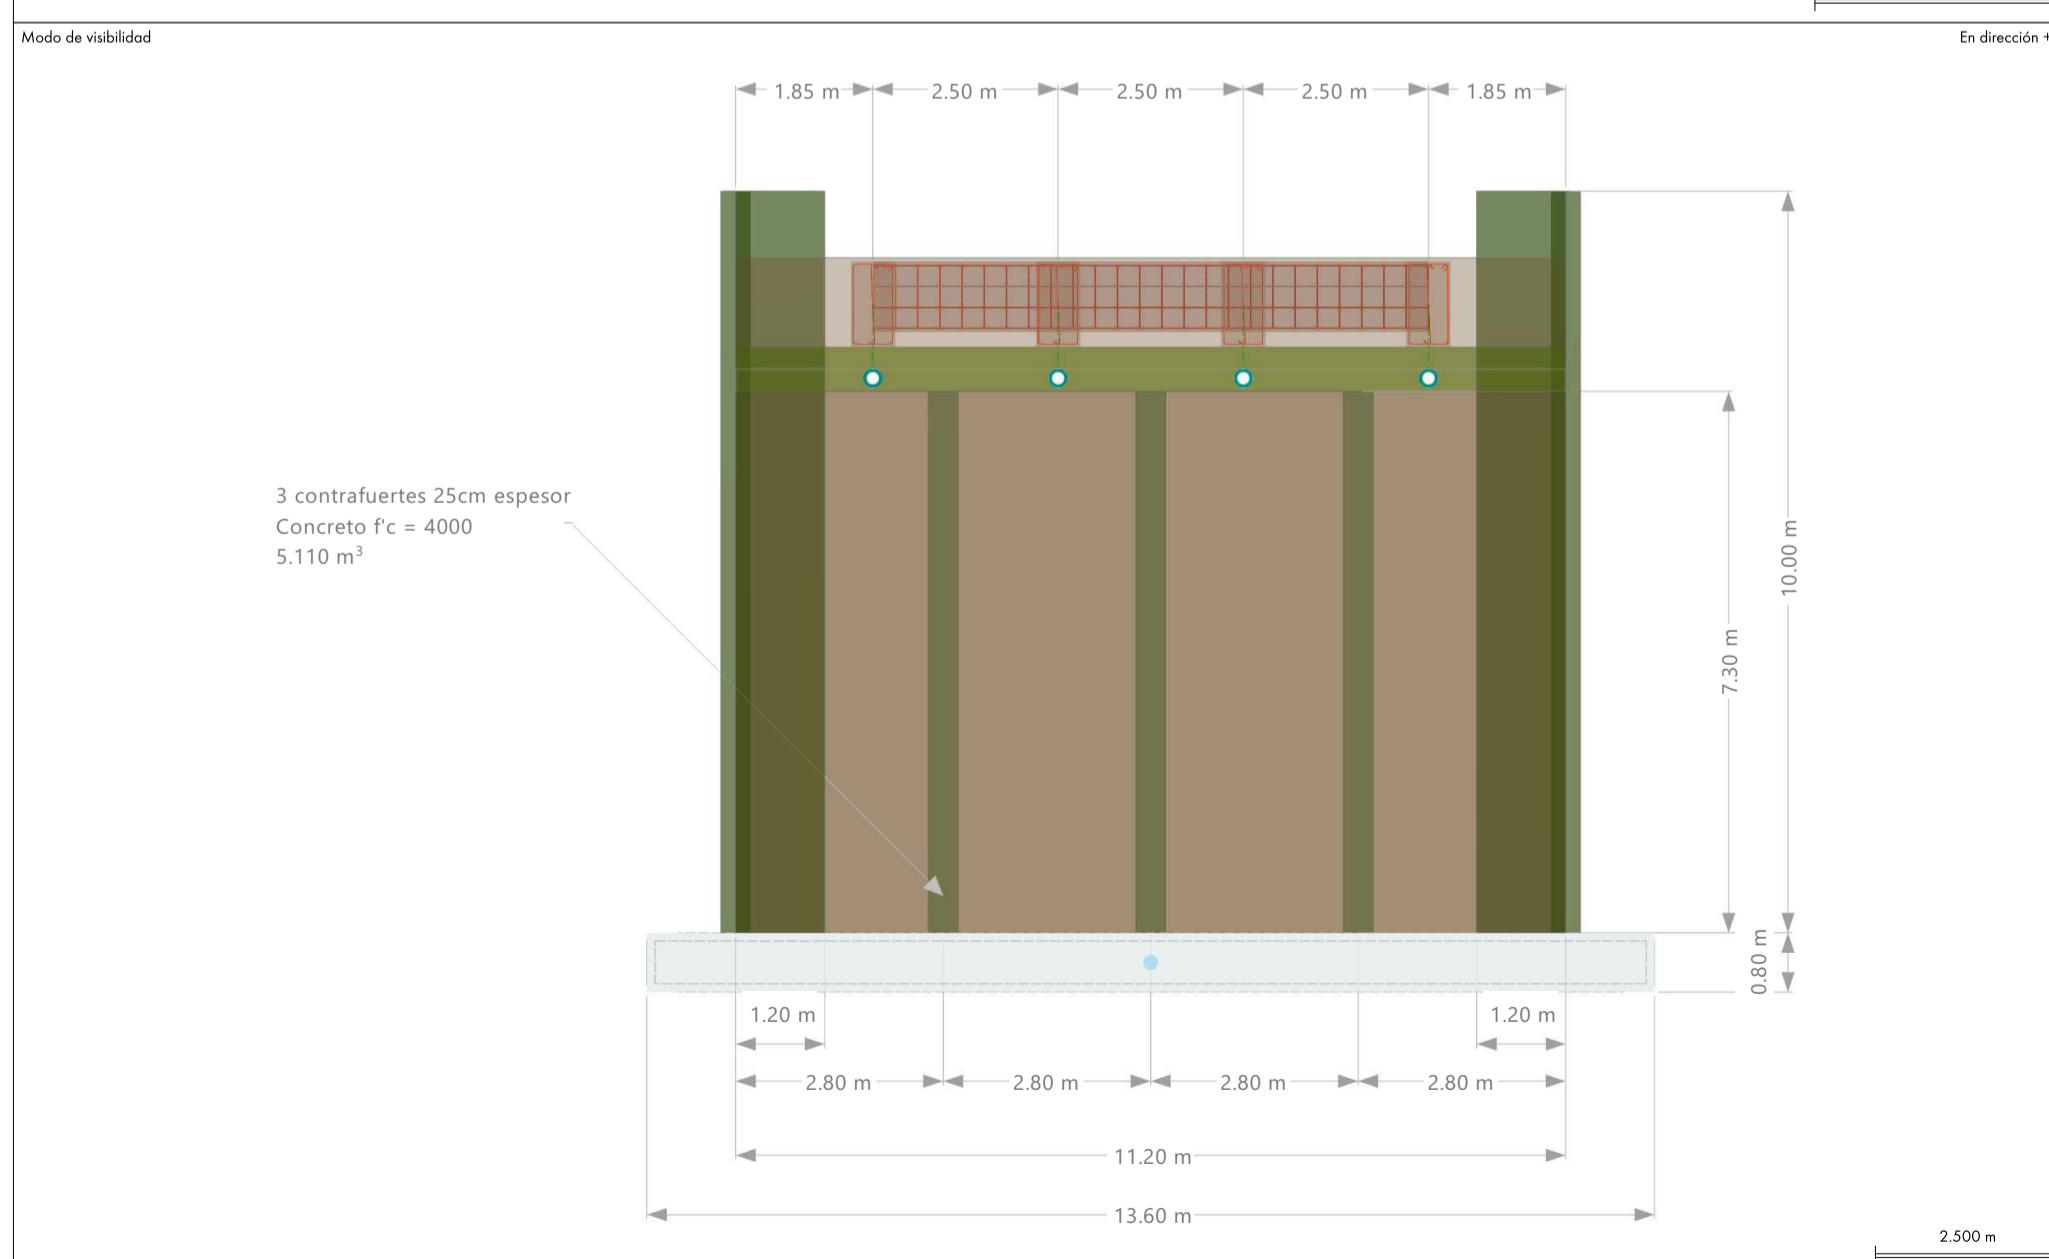 Modo de visibilidad
En dirección +
1.85 m
2.50 m
2.50 m
2.50 m
1.85 m
3 contrafuertes 25cm espesor
Concreto f'c = 4000
5.110 m³
10.00 m
7.30 m
0.80 m
1.20 m
1.20 m
2.80 m
2.80 m
2.80 m
2.80 m
11.20 m
13.60 m
2.500 m